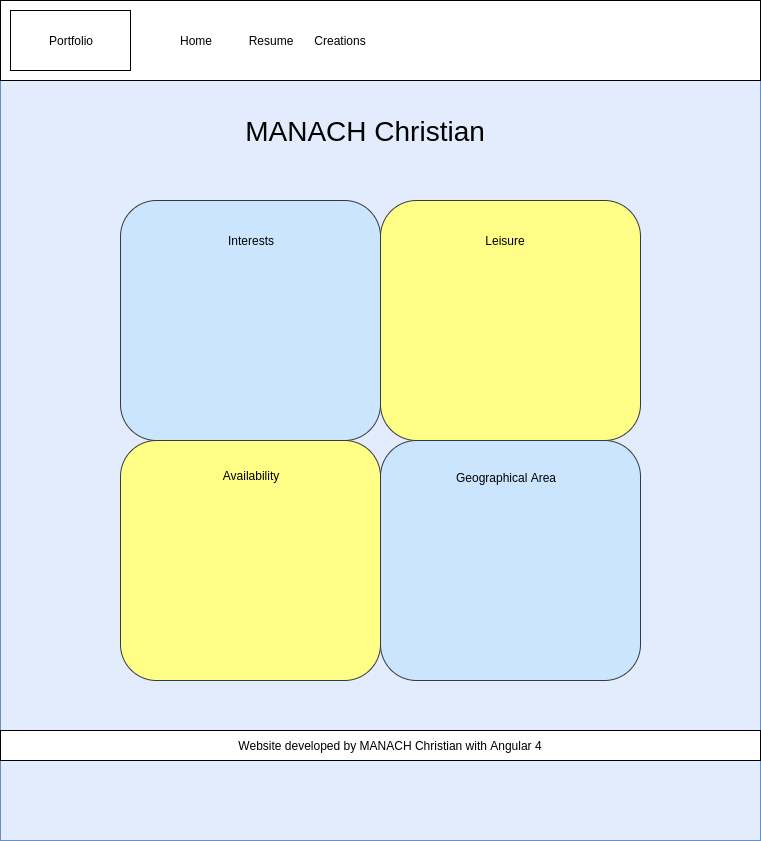 Portfolio
Home
Resume
Creations
MANACH Christian
Interests
Leisure
Availability
Geographical Area
Website developed by MANACH Christian with Angular 4